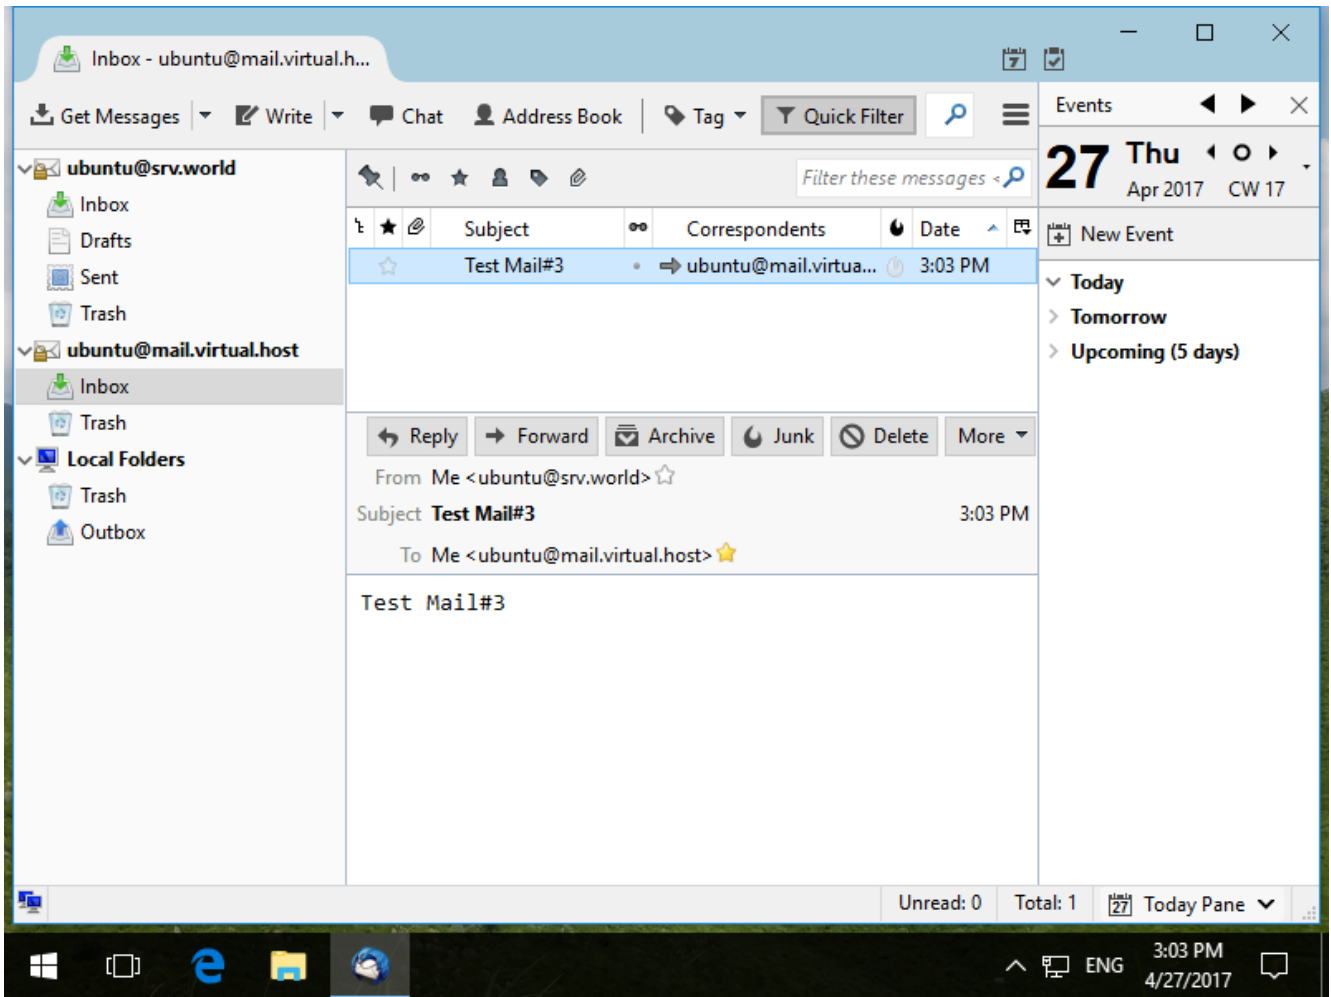 Inbox - ubuntu@mail.virtual.h...
7
Get Messages Write Chat Address Book Tag Quick Filter
Events
ubuntu@srv.world
Inbox
Drafts
Sent
Trash
ubuntu@mail.virtual.host
Inbox
Trash
Local Folders
Trash
Outbox
Filter these messages <
Subject Correspondents Date
Test Mail#3 ubuntu@mail.virtua... 3:03 PM
Reply Forward Archive Junk Delete More
From Me <ubuntu@srv.world>
Subject Test Mail#3 3:03 PM
To Me <ubuntu@mail.virtual.host>
Test Mail#3
27 Thu
Apr 2017 CW 17
New Event
Today
Tomorrow
Upcoming (5 days)
Unread: 0 Total: 1 27 Today Pane
ENG 3:03 PM
4/27/2017